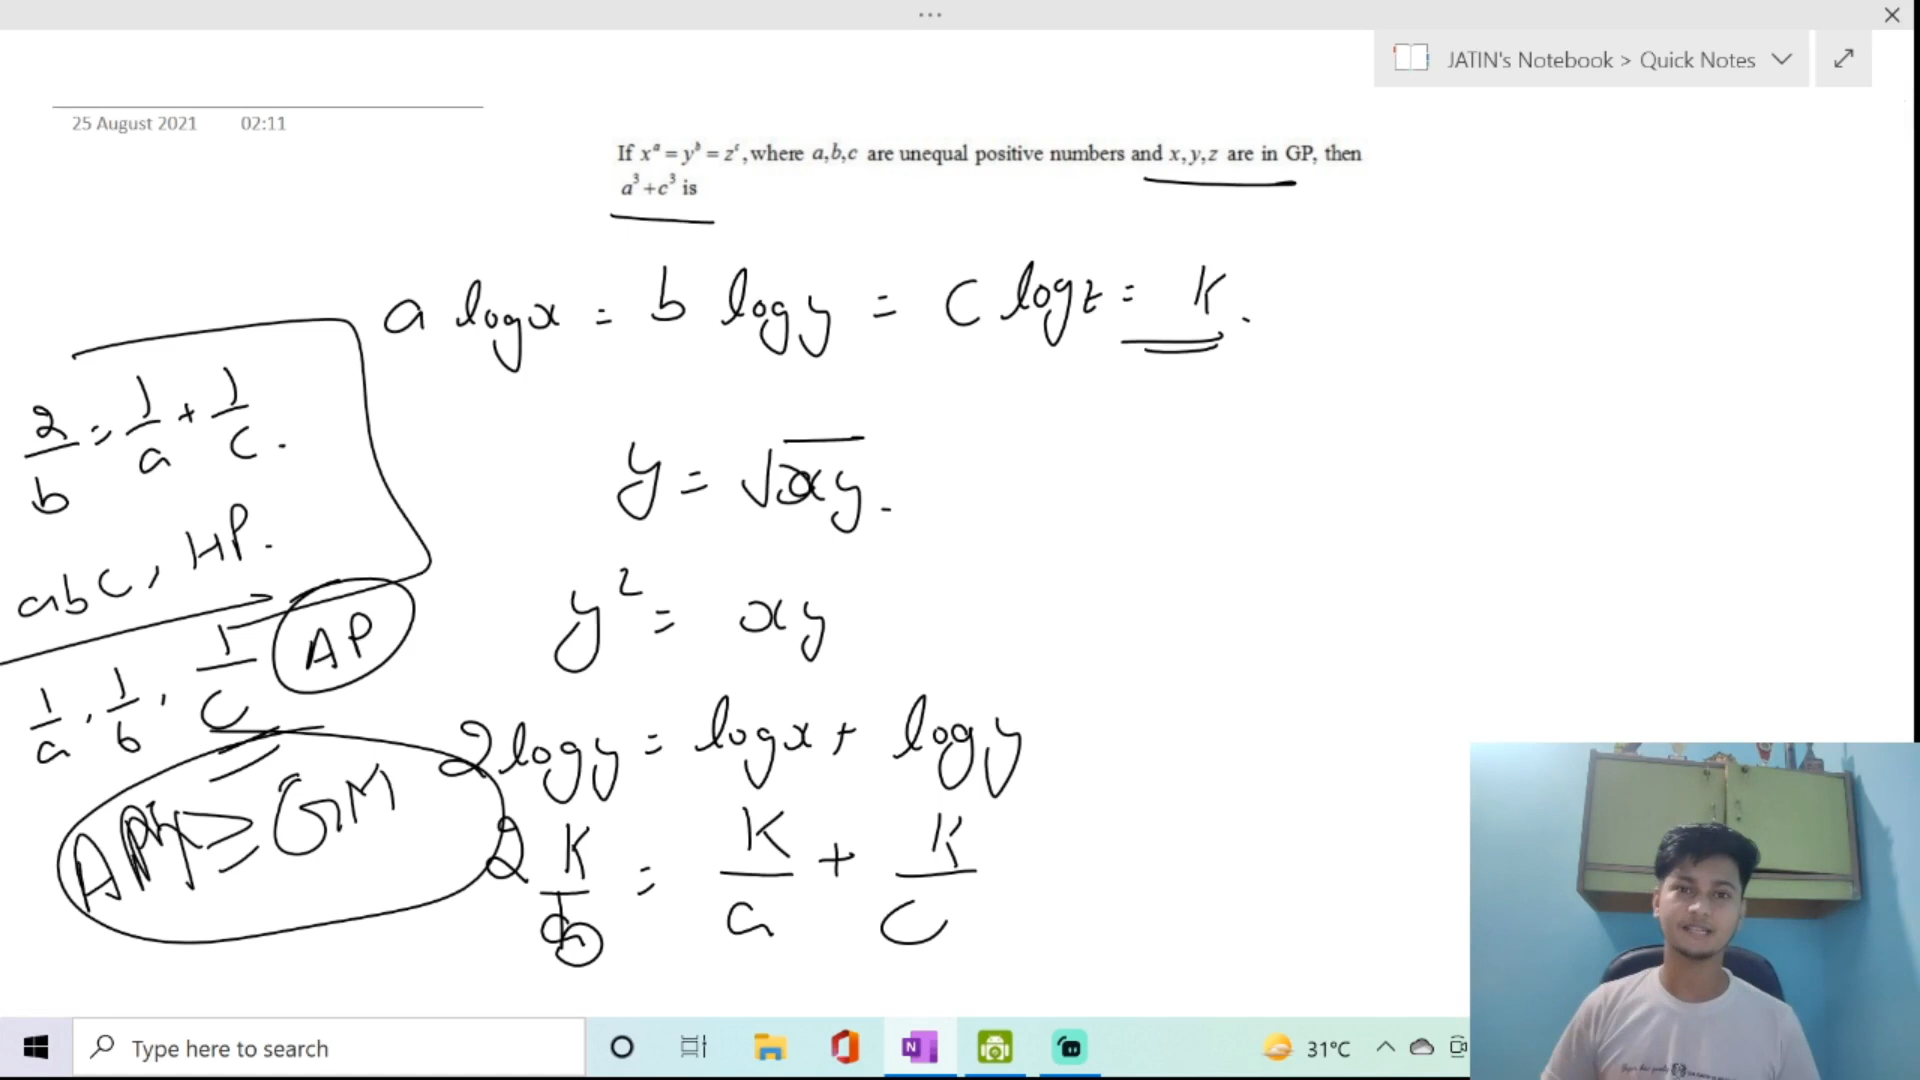 JATIN's Notebook > Quick Notes
25 August 2021 02:11
If x^a = y^b = z^c, where a,b,c are unequal positive numbers and x,y,z are in GP, then
a^3 + c^3 is
a log x = b log y = c log z = K.
2/b = 1/a + 1/c.
abc, HP.
1/a, 1/b, 1/c AP
≥ GM
y = √xy.
y^2 = xy
2 log y = log x + log y
2 K/b = K/a + K/c
Type here to search
31°C